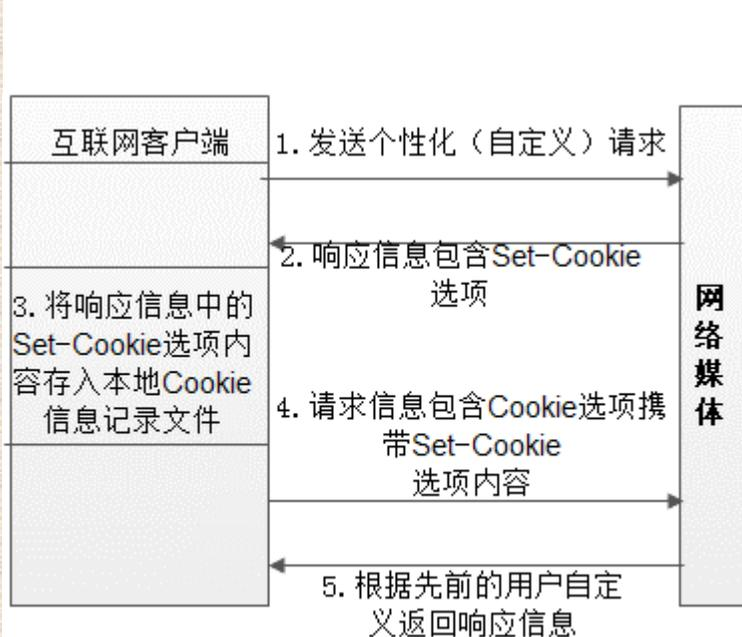 互联网客户端
1. 发送个性化（自定义）请求
2. 响应信息包含Set-Cookie
选项
3. 将响应信息中的
Set-Cookie选项内
容存入本地Cookie
信息记录文件
4. 请求信息包含Cookie选项携
带Set-Cookie
选项内容
5. 根据先前的用户自定
义返回响应信息
网
络
媒
体